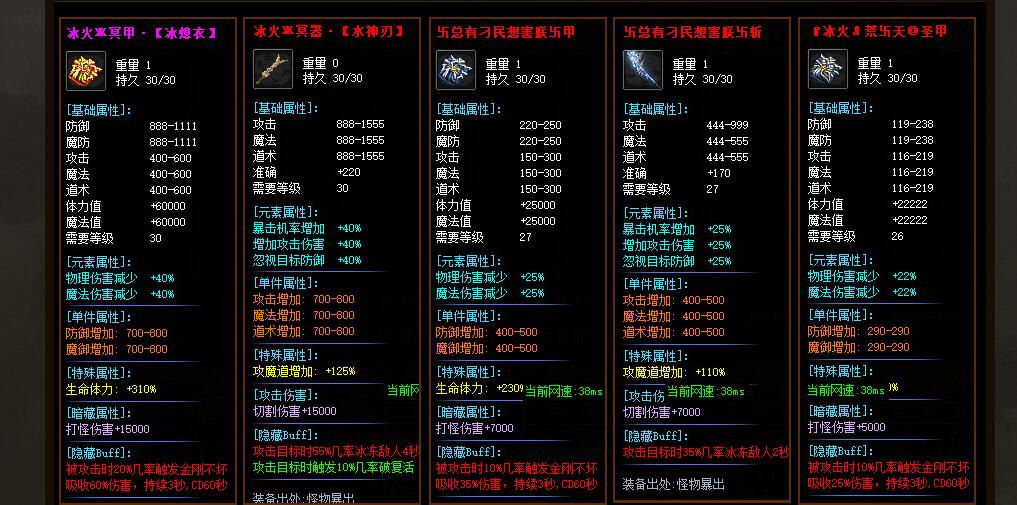 冰火☠冥甲·【冰熄衣】
重量 1
持久 30/30
[基础属性]:
防御 888-1111
魔防 888-1111
攻击 400-600
魔法 400-600
道术 400-600
体力值 +60000
魔法值 +60000
需要等级 30
[元素属性]:
物理伤害减少 +40%
魔法伤害减少 +40%
[单件属性]:
防御增加: 700-800
魔御增加: 700-800
[特殊属性]:
生命体力: +310%
[暗藏属性]:
打怪伤害+15000
[隐藏Buff]:
被攻击时20%几率触发金刚不坏
吸收60%伤害，持续3秒,CD60秒
冰火☠冥器·【水神刃】
重量 0
持久 30/30
[基础属性]:
攻击 888-1555
魔法 888-1555
道术 888-1555
准确 +220
需要等级 30
[元素属性]:
暴击机率增加 +40%
增加攻击伤害 +40%
忽视目标防御 +40%
[单件属性]:
攻击增加: 700-800
魔法增加: 700-800
道术增加: 700-800
[特殊属性]:
攻魔道增加: +125%
当前网
[攻击伤害]:
切割伤害+15000
[隐藏Buff]:
攻击目标时55%几率冰冻敌人4秒
攻击目标时触发10%几率破复活
装备出处:怪物暴出
卐总有刁民想害朕卐甲
重量 1
持久 30/30
[基础属性]:
防御 220-250
魔防 220-250
攻击 150-300
魔法 150-300
道术 150-300
体力值 +25000
魔法值 +25000
需要等级 27
[元素属性]:
物理伤害减少 +25%
魔法伤害减少 +25%
[单件属性]:
防御增加: 400-500
魔御增加: 400-500
[特殊属性]:
生命体力: +230%
当前网速:38ms
[暗藏属性]:
打怪伤害+7000
[隐藏Buff]:
被攻击时10%几率触发金刚不坏
吸收35%伤害，持续3秒,CD60秒
卐总有刁民想害朕卐斩
重量 1
持久 30/30
[基础属性]:
攻击 444-999
魔法 444-555
道术 444-555
准确 +170
需要等级 27
[元素属性]:
暴击机率增加 +25%
增加攻击伤害 +25%
忽视目标防御 +25%
[单件属性]:
攻击增加: 400-500
魔法增加: 400-500
道术增加: 400-500
[特殊属性]:
攻魔道增加: +110%
[攻击伤
当前网速:38ms
切割伤害+7000
[隐藏Buff]:
攻击目标时35%几率冰冻敌人2秒
装备出处:怪物暴出
『冰火』荒卐天@圣甲
重量 1
持久 30/30
[基础属性]:
防御 119-238
魔防 119-238
攻击 116-219
魔法 116-219
道术 116-219
体力值 +22222
魔法值 +22222
需要等级 26
[元素属性]:
物理伤害减少 +22%
魔法伤害减少 +22%
[单件属性]:
防御增加: 290-290
魔御增加: 290-290
[特殊属性]:
当前网速:38ms
%
[暗藏属性]:
打怪伤害+5000
[隐藏Buff]:
被攻击时10%几率触发金刚不坏
吸收25%伤害，持续3秒,CD60秒